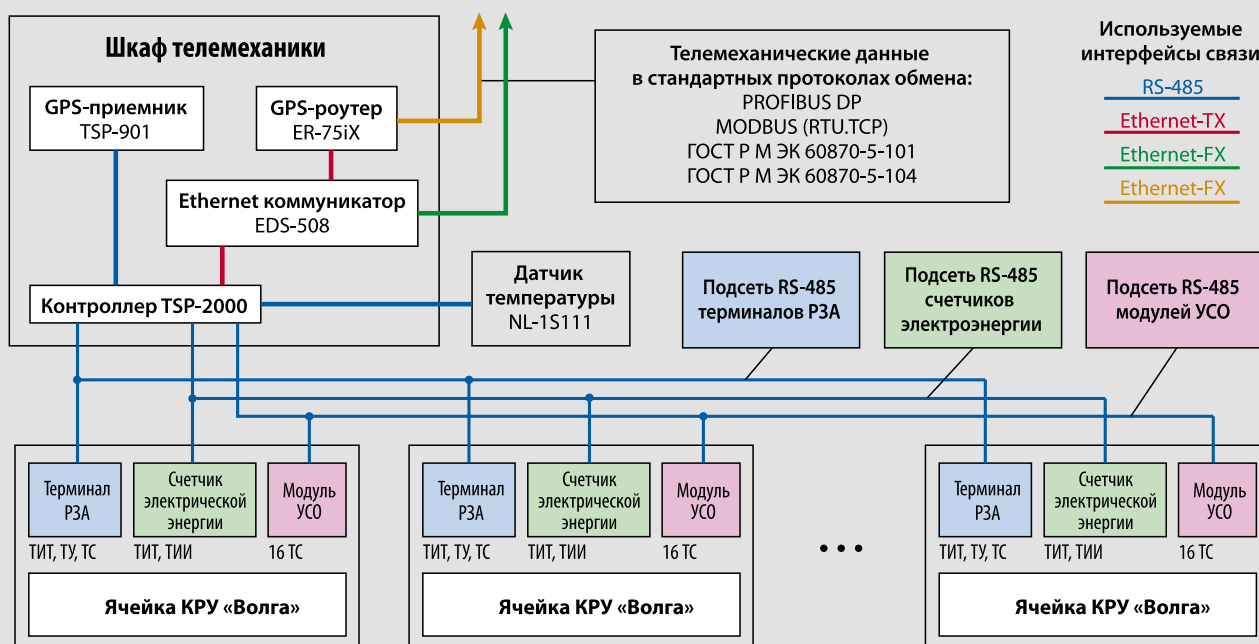 Шкаф телемеханики
GPS-приемник
TSP-901
GPS-роутер
ER-75iX
Ethernet коммуникатор
EDS-508
Контроллер TSP-2000
Датчик
температуры
NL-1S111
Телемеханические данные
в стандартных протоколах обмена:
PROFIBUS DP
MODBUS (RTU.TCP)
ГОСТ Р М ЭК 60870-5-101
ГОСТ Р М ЭК 60870-5-104
Используемые
интерфейсы связи
RS-485
Ethernet-TX
Ethernet-FX
Ethernet-FX
Подсеть RS-485
терминалов РЗА
Подсеть RS-485
счетчиков
электроэнергии
Подсеть RS-485
модулей УСО
Терминал
РЗА
Счетчик
электрической
энергии
Модуль
УСО
ТИТ, ТУ, ТС
ТИТ, ТИИ
16 ТС
Ячейка КРУ «Волга»
Терминал
РЗА
Счетчик
электрической
энергии
Модуль
УСО
ТИТ, ТУ, ТС
ТИТ, ТИИ
16 ТС
Ячейка КРУ «Волга»
• • •
Терминал
РЗА
Счетчик
электрической
энергии
Модуль
УСО
ТИТ, ТУ, ТС
ТИТ, ТИИ
16 ТС
Ячейка КРУ «Волга»